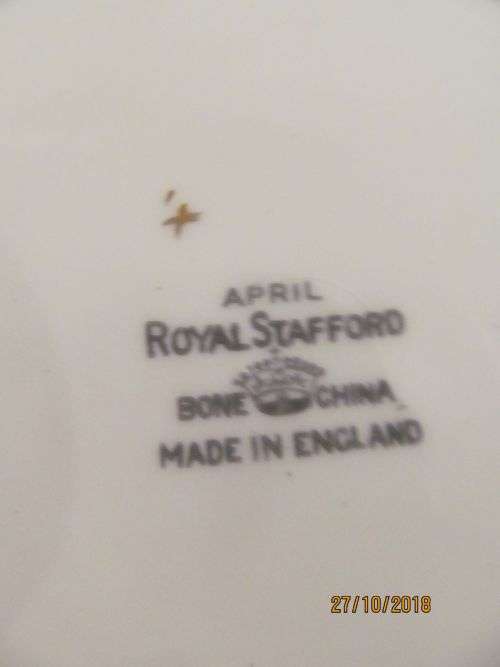 APRIL
ROYAL STAFFORD
BONE CHINA
MADE IN ENGLAND
27/10/2018